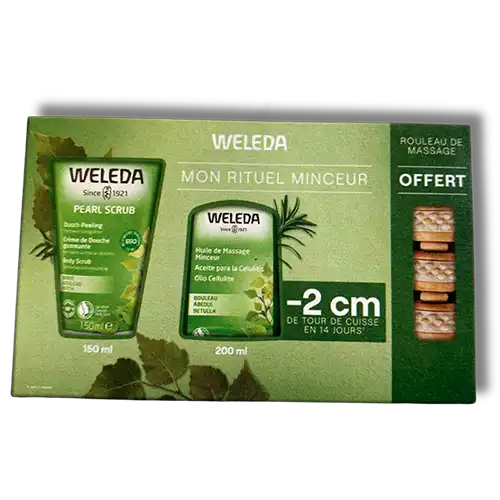 WELEDA
MON RITUEL MINCEUR
ROULEAU DE
MASSAGE
OFFERT
WELEDA
Since 1921
PEARL SCRUB
Dusch-Peeling
Crème de Douche
gommante
Body Scrub
150ml e
150 ml
WELEDA
Since 1921
Huile de Massage
Minceur
Aceite para la Celulitis
Olio Cellulite
BOULEAU
ABEDUL
BETULLA
200 ml
-2 cm
DE TOUR DE CUISSE
EN 14 JOURS